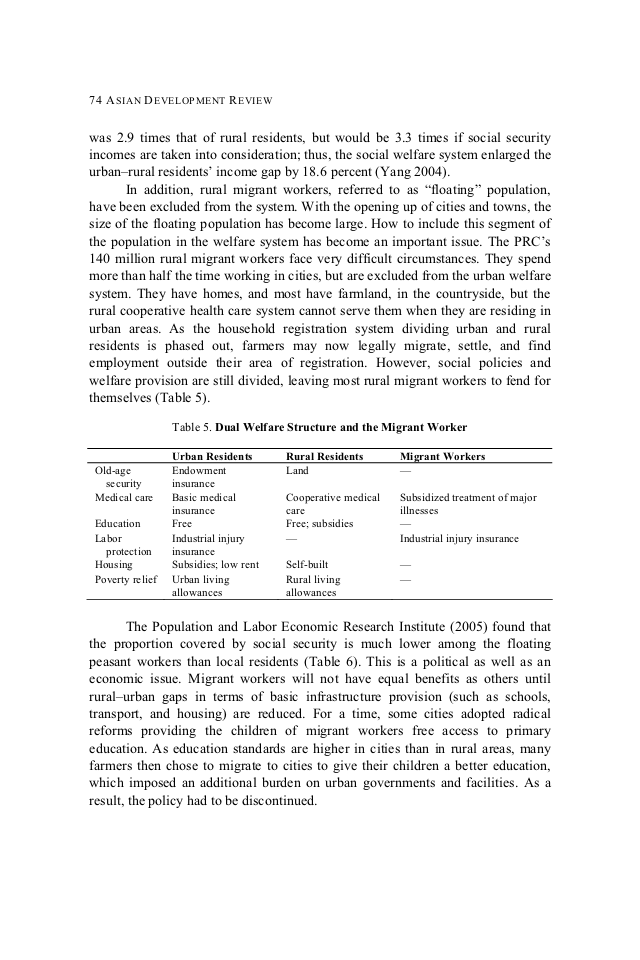 74 ASIAN DEVELOPMENT REVIEW
was 2.9 times that of rural residents, but would be 3.3 times if social security
incomes are taken into consideration; thus, the social welfare system enlarged the
urban–rural residents' income gap by 18.6 percent (Yang 2004).
In addition, rural migrant workers, referred to as “floating” population,
have been excluded from the system. With the opening up of cities and towns, the
size of the floating population has become large. How to include this segment of
the population in the welfare system has become an important issue. The PRC's
140 million rural migrant workers face very difficult circumstances. They spend
more than half the time working in cities, but are excluded from the urban welfare
system. They have homes, and most have farmland, in the countryside, but the
rural cooperative health care system cannot serve them when they are residing in
urban areas. As the household registration system dividing urban and rural
residents is phased out, farmers may now legally migrate, settle, and find
employment outside their area of registration. However, social policies and
welfare provision are still divided, leaving most rural migrant workers to fend for
themselves (Table 5).
Table 5. Dual Welfare Structure and the Migrant Worker
Urban Residents Rural Residents Migrant Workers
Old-age Endowment Land —
security insurance
Medical care Basic medical Cooperative medical Subsidized treatment of major
insurance care illnesses
Education Free Free; subsidies —
Labor Industrial injury — Industrial injury insurance
protection insurance
Housing Subsidies; low rent Self-built —
Poverty relief Urban living Rural living —
allowances allowances
The Population and Labor Economic Research Institute (2005) found that
the proportion covered by social security is much lower among the floating
peasant workers than local residents (Table 6). This is a political as well as an
economic issue. Migrant workers will not have equal benefits as others until
rural–urban gaps in terms of basic infrastructure provision (such as schools,
transport, and housing) are reduced. For a time, some cities adopted radical
reforms providing the children of migrant workers free access to primary
education. As education standards are higher in cities than in rural areas, many
farmers then chose to migrate to cities to give their children a better education,
which imposed an additional burden on urban governments and facilities. As a
result, the policy had to be discontinued.